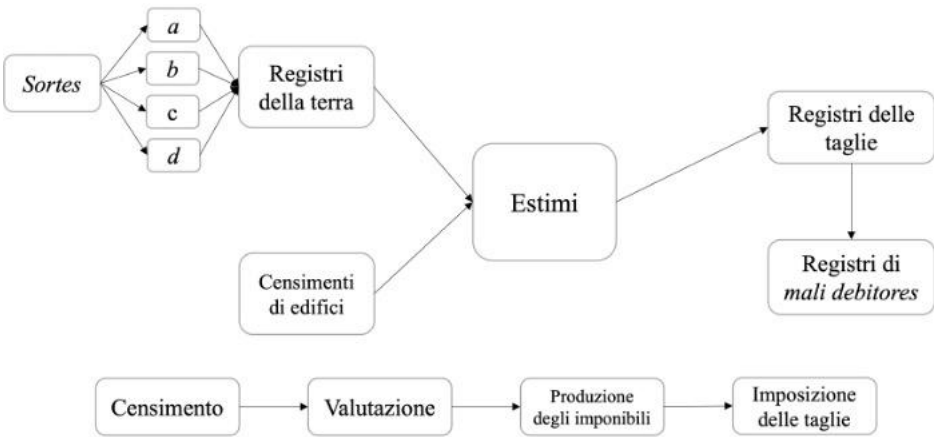 Sortes
a
b
c
d
Registri
della terra
Censimenti
di edifici
Estimi
Registri delle
taglie
Registri di
mali debitores
Censimento
Valutazione
Produzione
degli imponibili
Imposizione
delle taglie